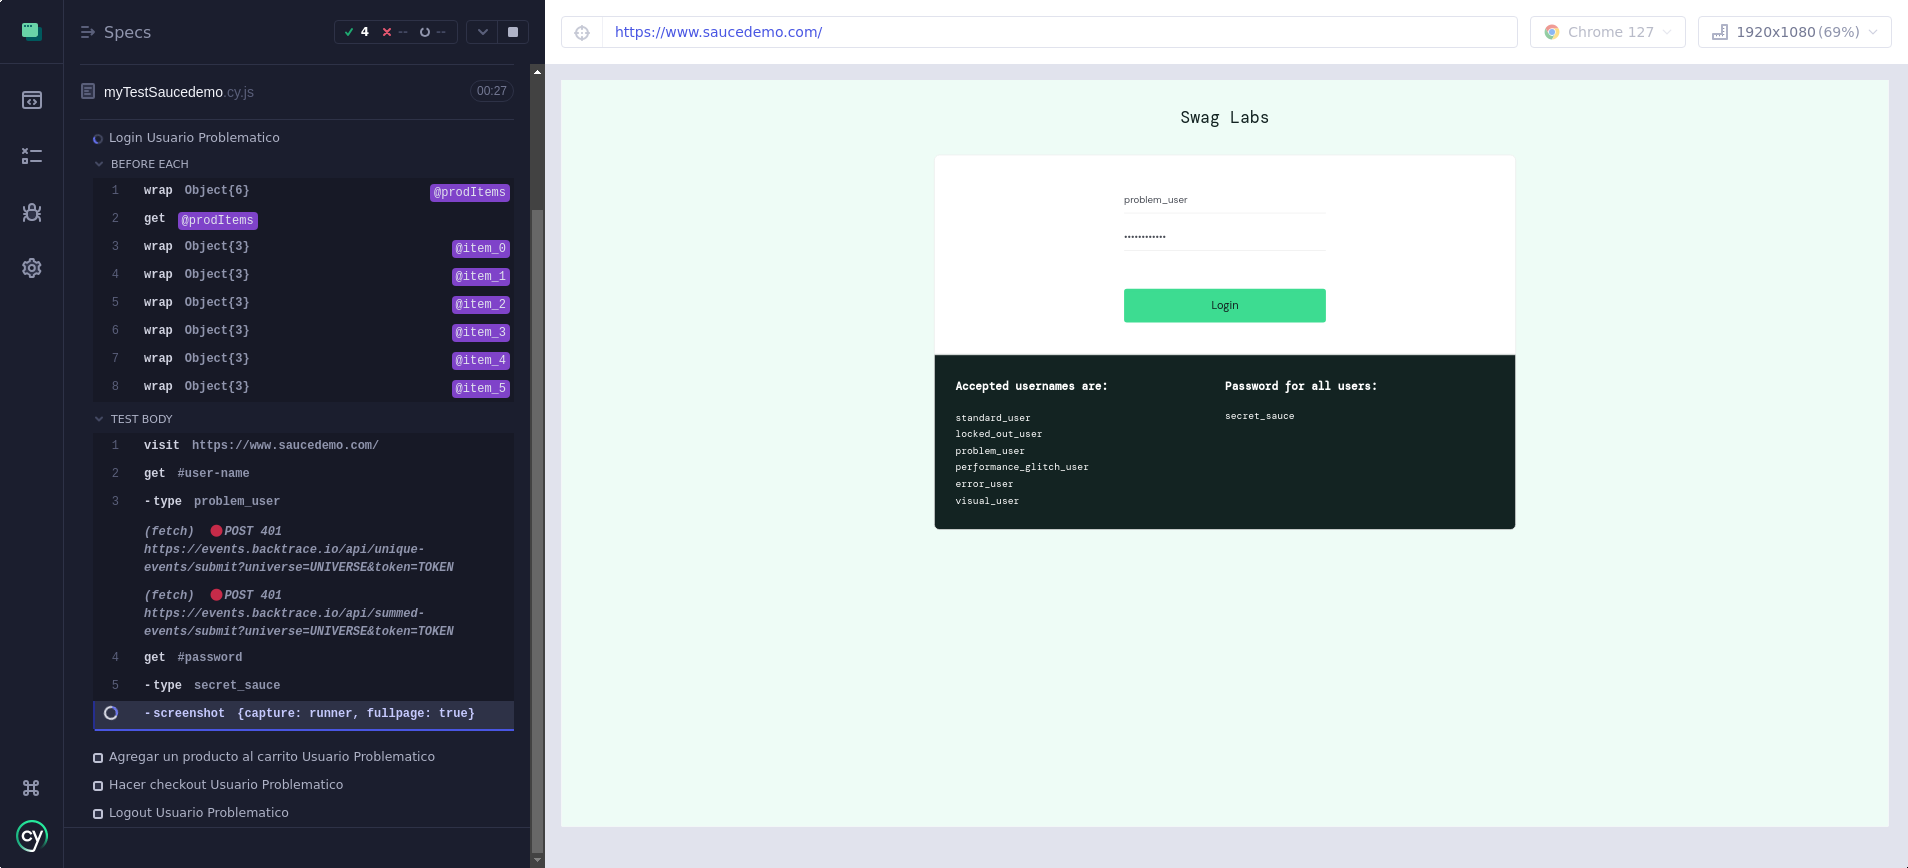 Specs
4 -- --
myTestSaucedemo.cy.js 00:27
Login Usuario Problematico
BEFORE EACH
1 wrap Object{6} @prodItems
2 get @prodItems
3 wrap Object{3} @item_0
4 wrap Object{3} @item_1
5 wrap Object{3} @item_2
6 wrap Object{3} @item_3
7 wrap Object{3} @item_4
8 wrap Object{3} @item_5
TEST BODY
1 visit https://www.saucedemo.com/
2 get #user-name
3 -type problem_user
(fetch) POST 401
https://events.backtrace.io/api/unique-
events/submit?universe=UNIVERSE&token=TOKEN
(fetch) POST 401
https://events.backtrace.io/api/summed-
events/submit?universe=UNIVERSE&token=TOKEN
4 get #password
5 -type secret_sauce
-screenshot {capture: runner, fullpage: true}
Agregar un producto al carrito Usuario Problematico
Hacer checkout Usuario Problematico
Logout Usuario Problematico
cy
https://www.saucedemo.com/
Chrome 127
1920x1080 (69%)
Swag Labs
problem_user
••••••••••••
Login
Accepted usernames are:
standard_user
locked_out_user
problem_user
performance_glitch_user
error_user
visual_user
Password for all users:
secret_sauce